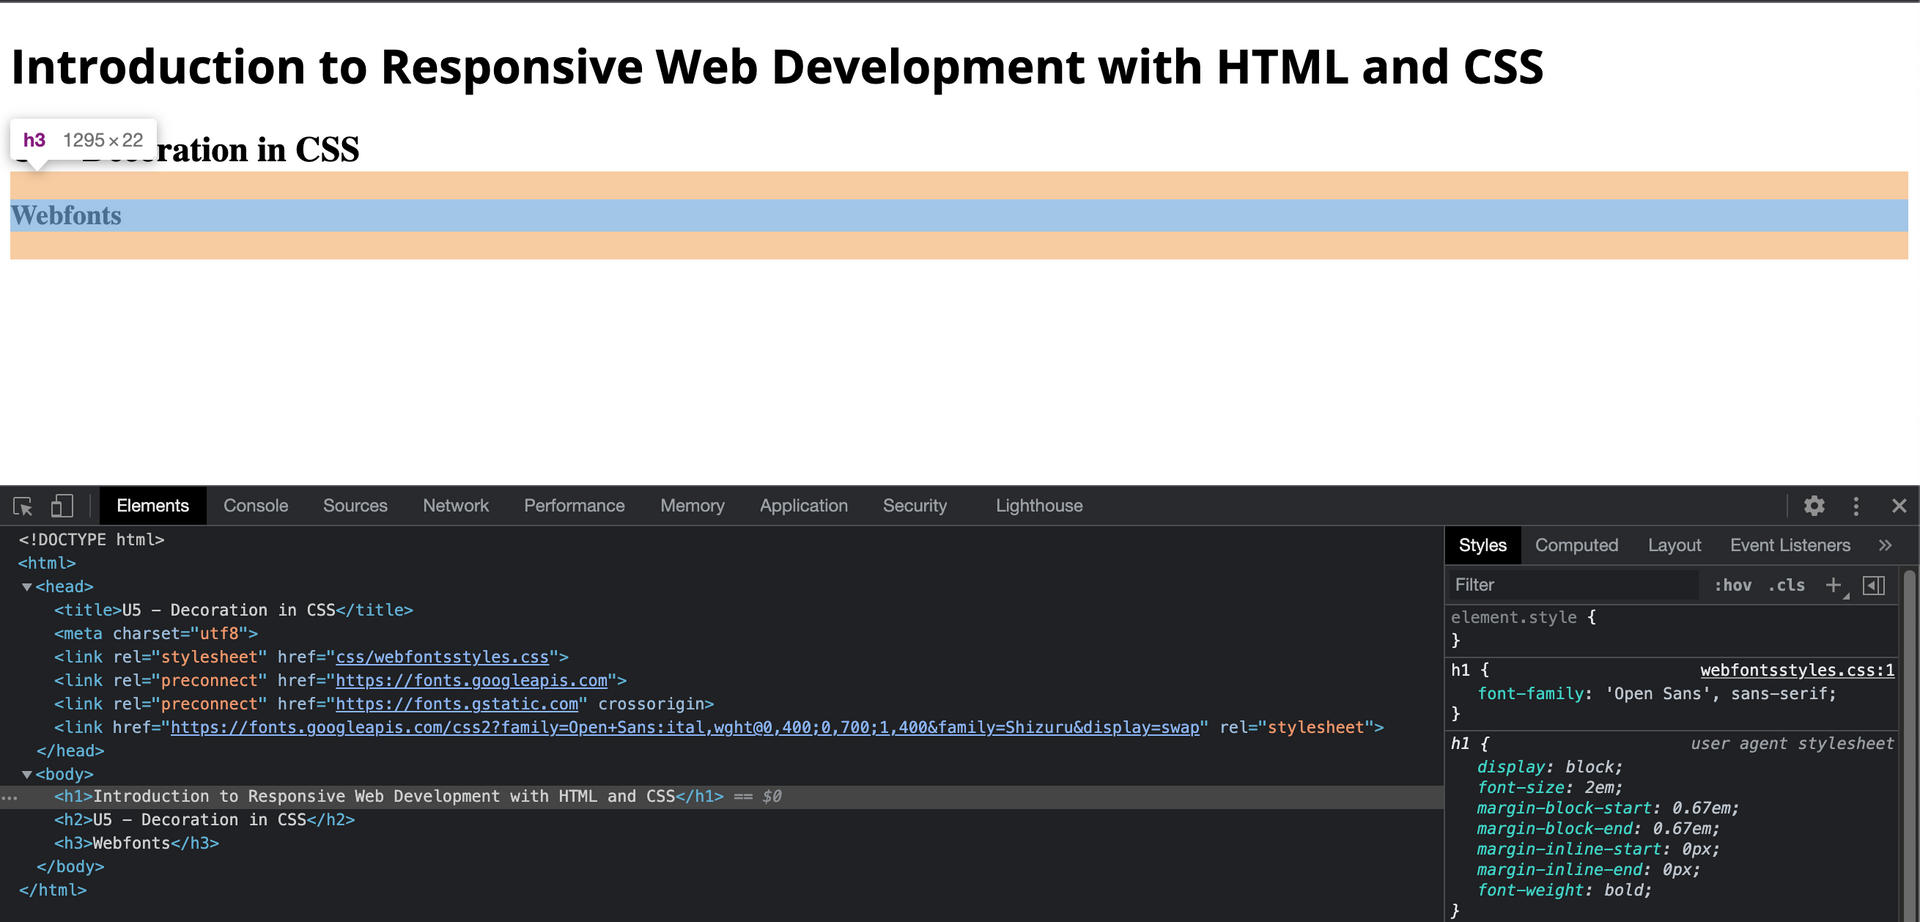 Introduction to Responsive Web Development with HTML and CSS
h3 1295×22
Decoration in CSS
Webfonts
Elements Console Sources Network Performance Memory Application Security Lighthouse
<!DOCTYPE html>
<html>
<head>
<title>U5 – Decoration in CSS</title>
<meta charset="utf8">
<link rel="stylesheet" href="css/webfontsstyles.css">
<link rel="preconnect" href="https://fonts.googleapis.com">
<link rel="preconnect" href="https://fonts.gstatic.com" crossorigin>
<link href="https://fonts.googleapis.com/css2?family=Open+Sans:ital,wght@0,400;0,700;1,400&family=Shizuru&display=swap" rel="stylesheet">
</head>
<body>
<h1>Introduction to Responsive Web Development with HTML and CSS</h1> == $0
<h2>U5 – Decoration in CSS</h2>
<h3>Webfonts</h3>
</body>
</html>
Styles Computed Layout Event Listeners »
Filter :hov .cls +
element.style {
}
h1 { webfontsstyles.css:1
font-family: 'Open Sans', sans-serif;
}
h1 { user agent stylesheet
display: block;
font-size: 2em;
margin-block-start: 0.67em;
margin-block-end: 0.67em;
margin-inline-start: 0px;
margin-inline-end: 0px;
font-weight: bold;
}